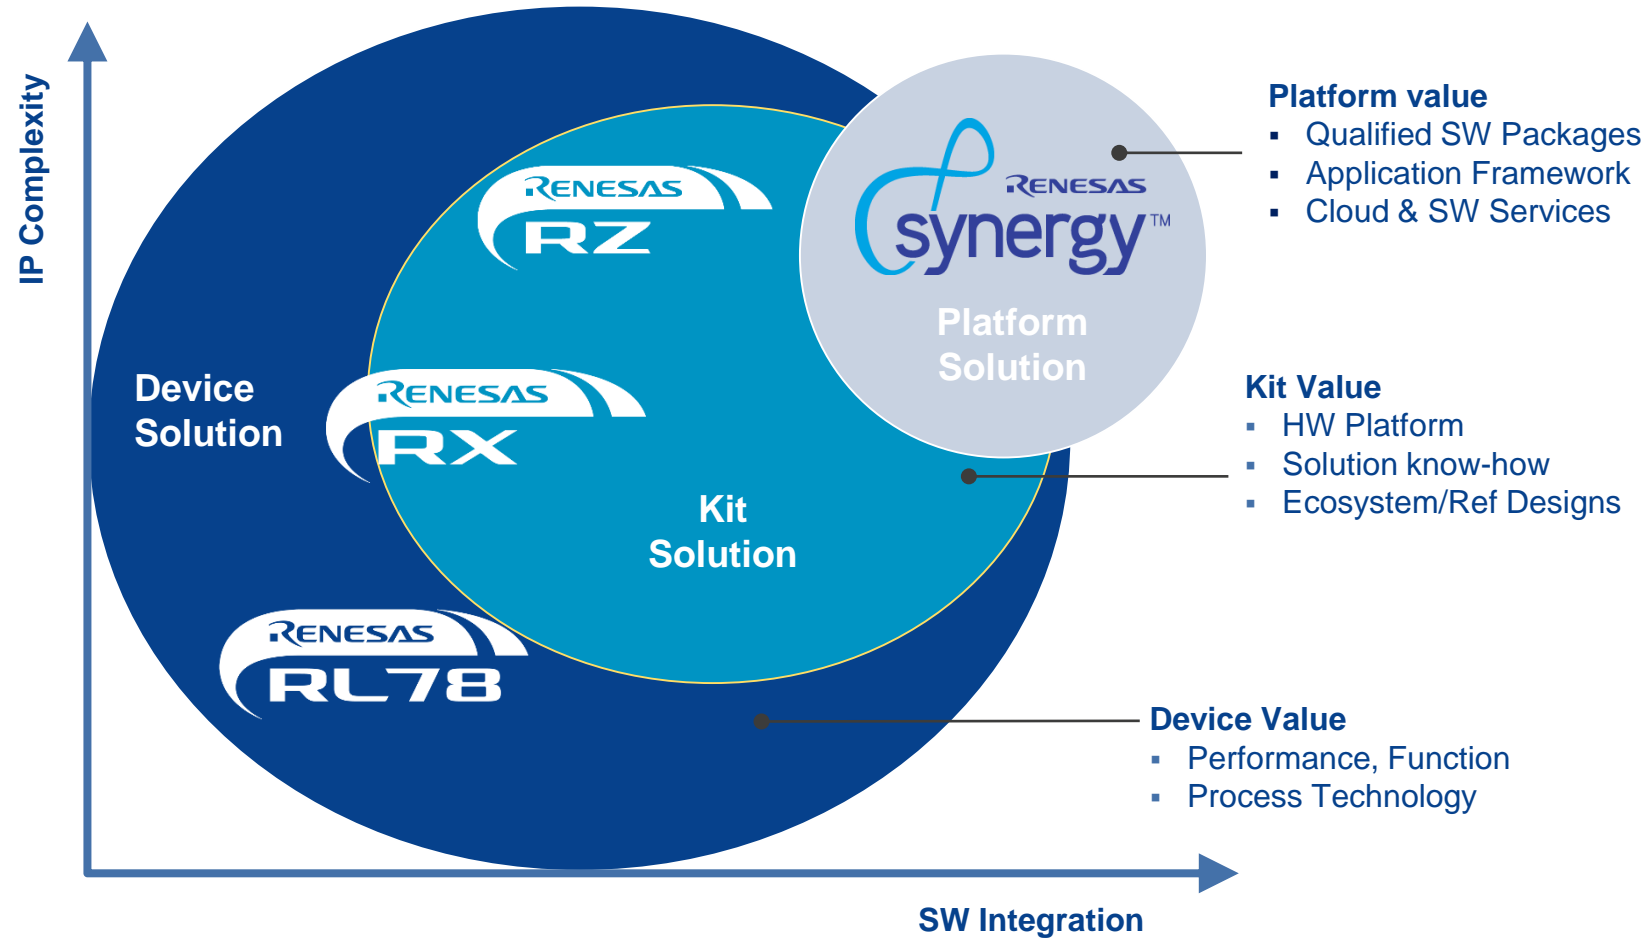 IP Complexity
RENESAS
RZ
RENESAS
synergy™
Platform
Solution
Device
Solution
RENESAS
RX
Kit
Solution
RENESAS
RL78
Platform value
▪ Qualified SW Packages
▪ Application Framework
▪ Cloud & SW Services
Kit Value
▪ HW Platform
▪ Solution know-how
▪ Ecosystem/Ref Designs
Device Value
▪ Performance, Function
▪ Process Technology
SW Integration